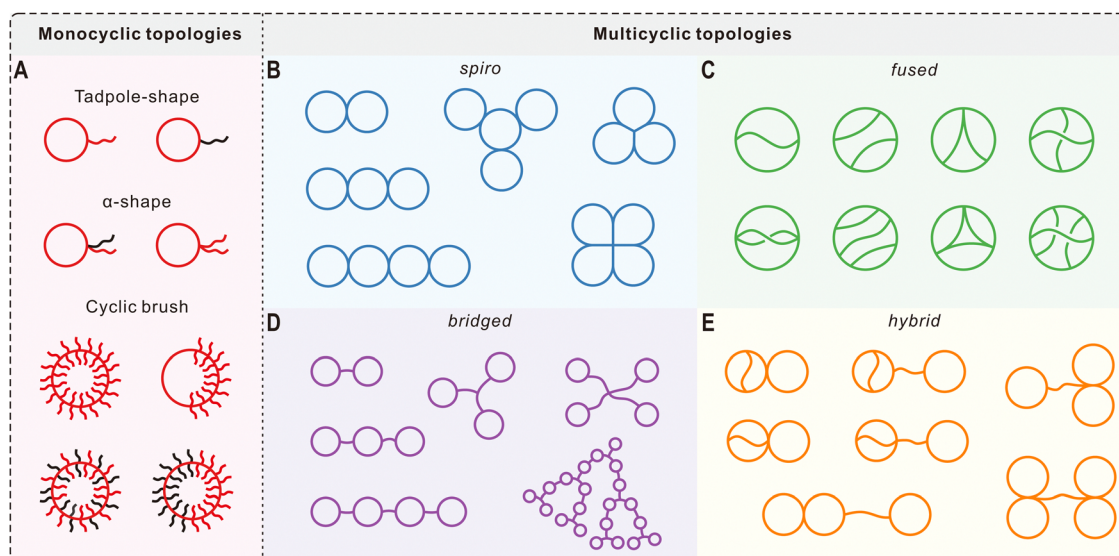 Monocyclic topologies
Multicyclic topologies
A
Tadpole-shape
α-shape
Cyclic brush
B
spiro
C
fused
D
bridged
E
hybrid